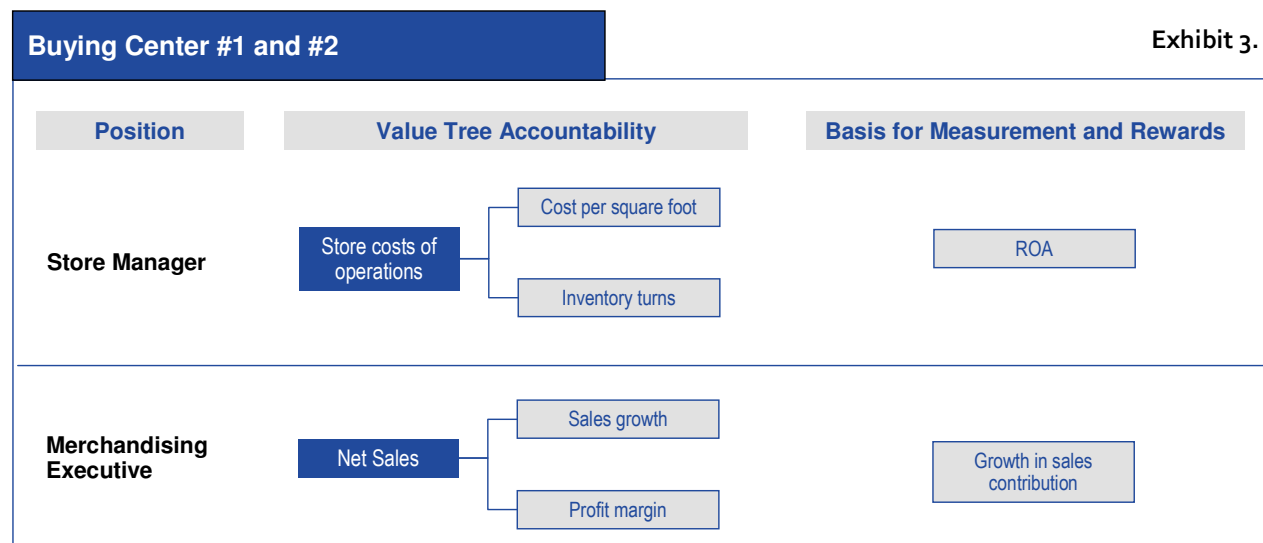 Buying Center #1 and #2
Exhibit 3.
Position
Value Tree Accountability
Basis for Measurement and Rewards
Store Manager
Store costs of
operations
Cost per square foot
Inventory turns
ROA
Merchandising
Executive
Net Sales
Sales growth
Profit margin
Growth in sales
contribution